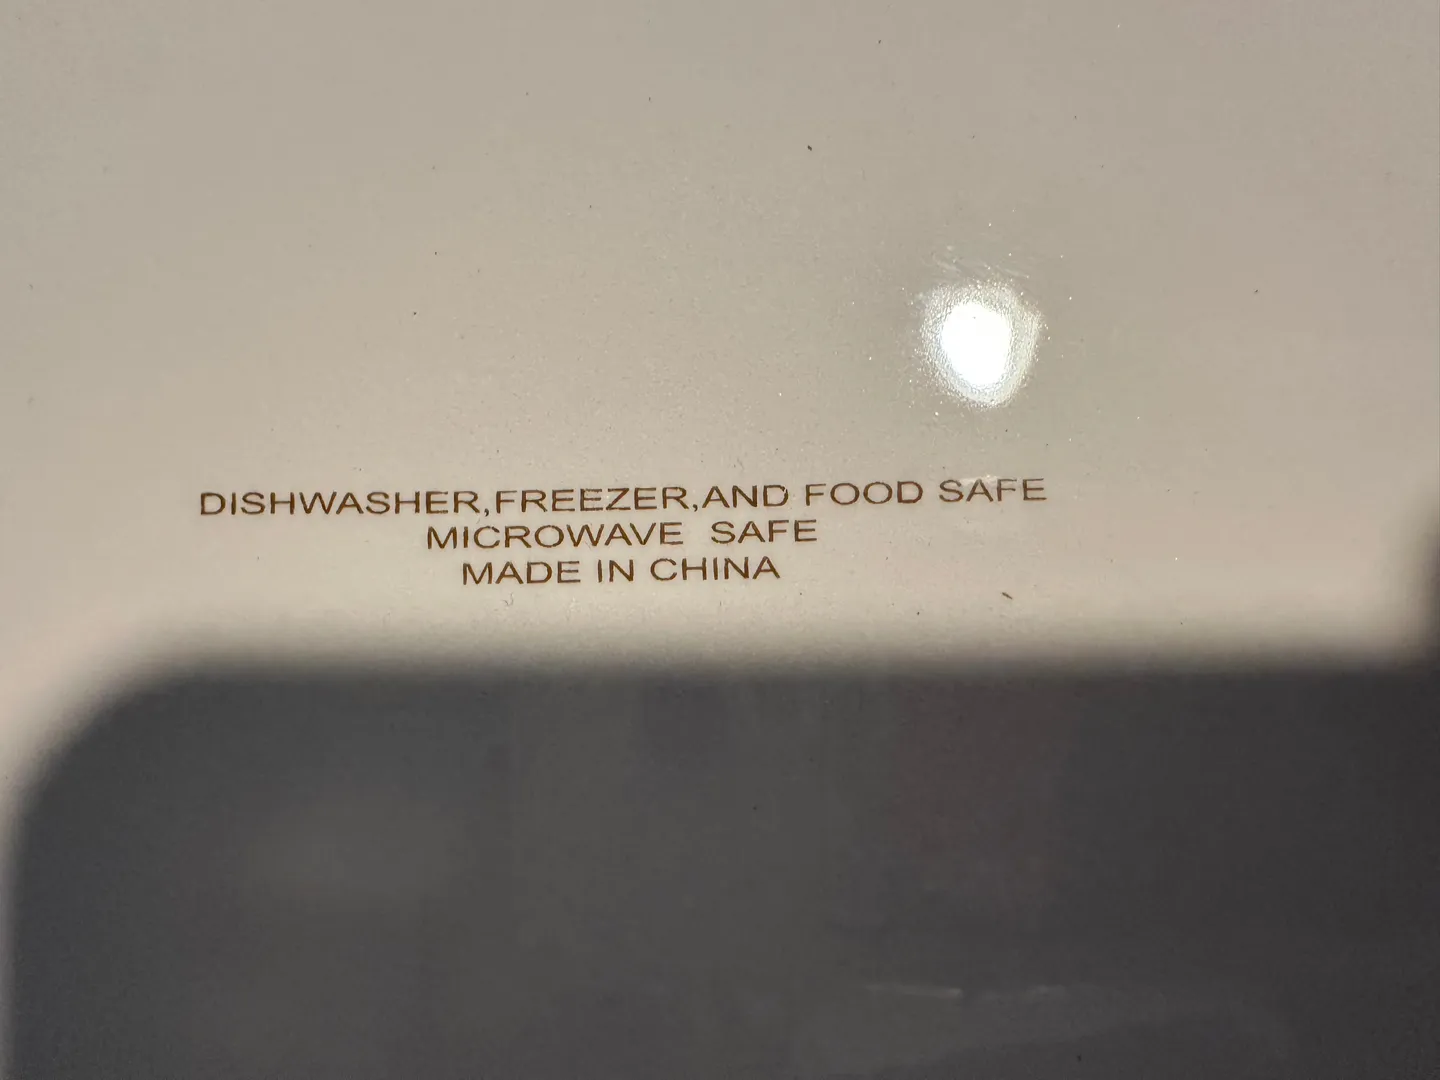 DISHWASHER,FREEZER,AND FOOD SAFE
MICROWAVE SAFE
MADE IN CHINA